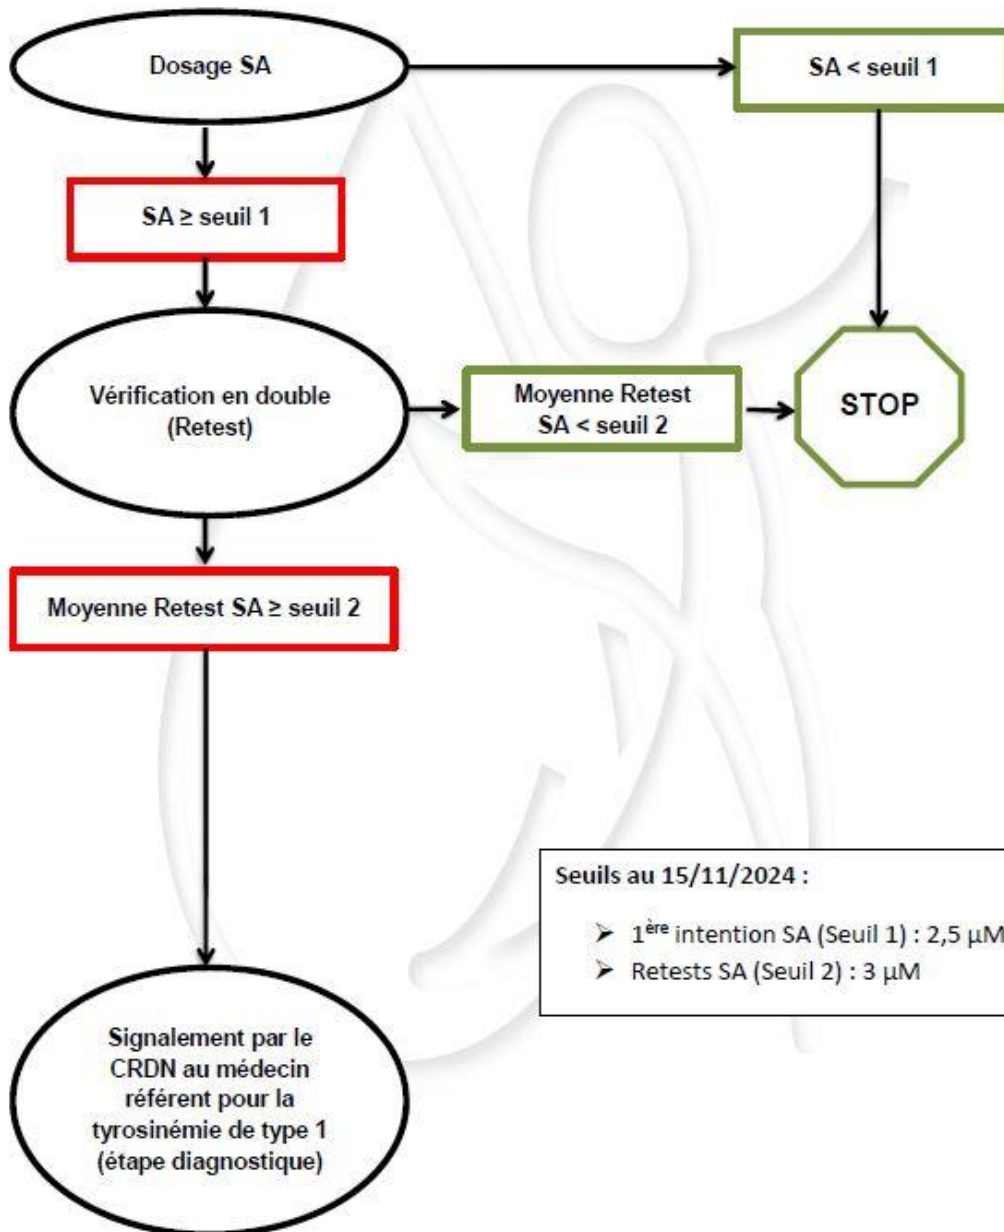 Dosage SA
SA < seuil 1
SA ≥ seuil 1
Vérification en double
(Retest)
Moyenne Retest
SA < seuil 2
STOP
Moyenne Retest SA ≥ seuil 2
Seuils au 15/11/2024 :
➢ 1ère intention SA (Seuil 1) : 2,5 µM
➢ Retests SA (Seuil 2) : 3 µM
Signalement par le
CRDN au médecin
référent pour la
tyrosinémie de type 1
(étape diagnostique)